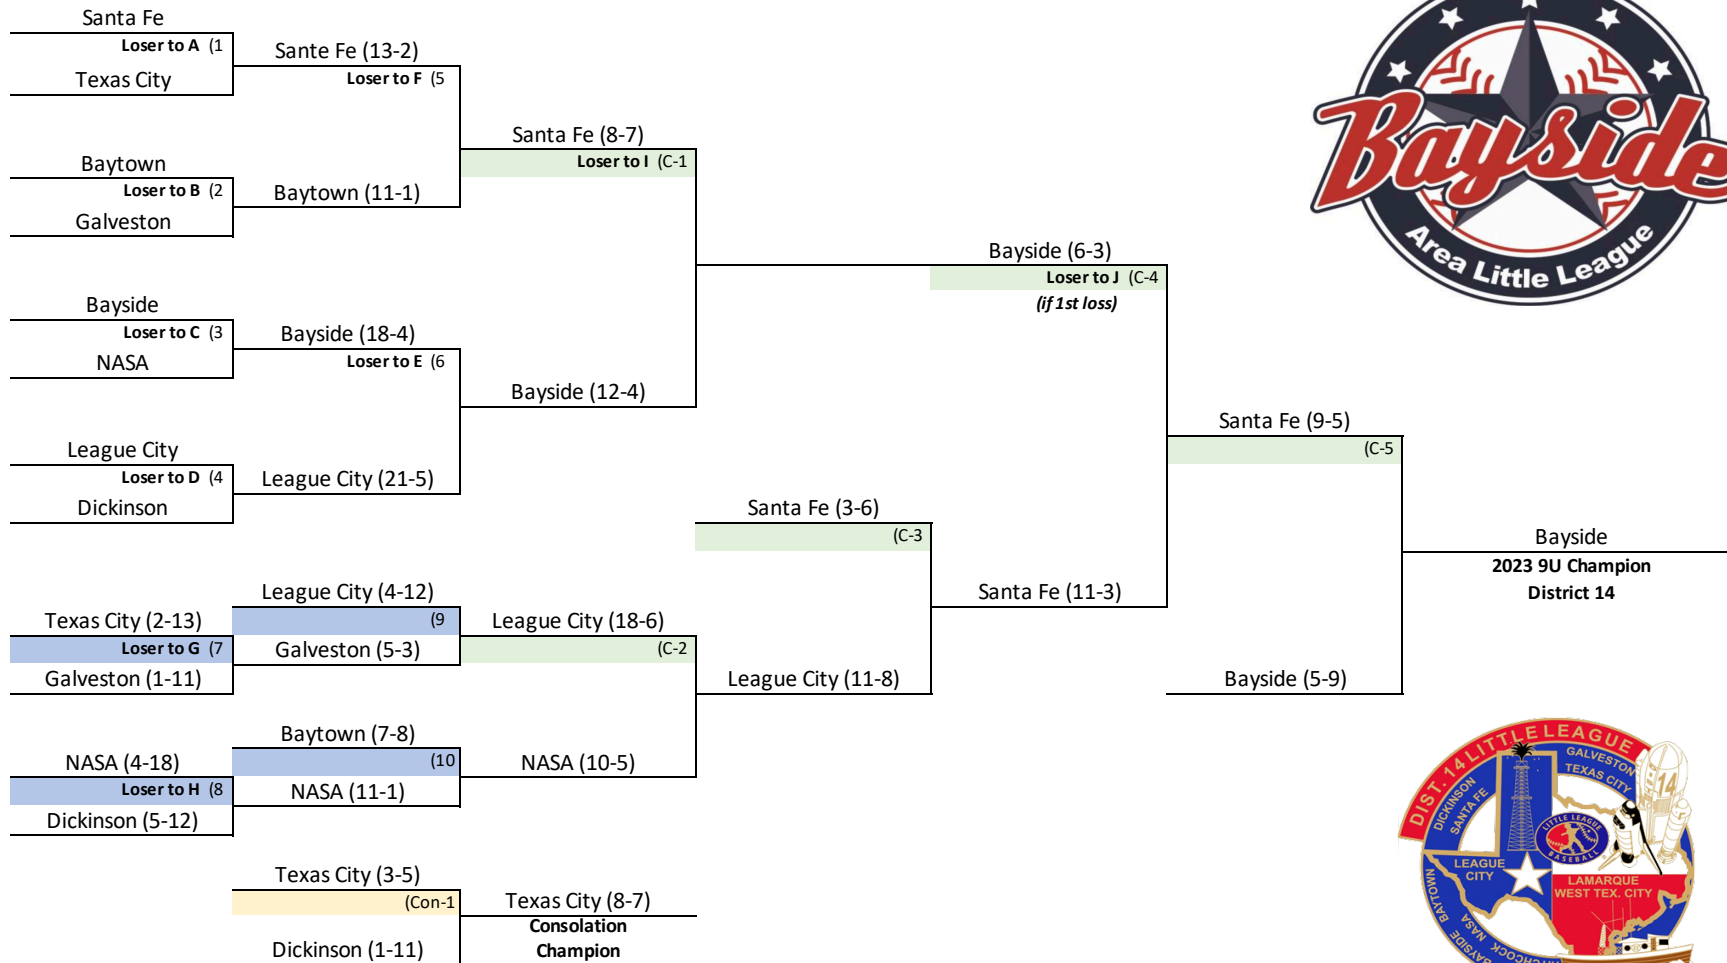 Santa Fe
Loser to A (1
Texas City
Sante Fe (13-2)
Loser to F (5
Baytown
Loser to B (2
Galveston
Baytown (11-1)
Santa Fe (8-7)
Loser to I (C-1
Bayside
Loser to C (3
NASA
Bayside (18-4)
Loser to E (6
League City
Loser to D (4
Dickinson
League City (21-5)
Bayside (12-4)
Bayside (6-3)
Loser to J (C-4
(if 1st loss)
Texas City (2-13)
Loser to G (7
Galveston (1-11)
League City (4-12)
(9
Galveston (5-3)
League City (18-6)
(C-2
NASA (4-18)
Loser to H (8
Dickinson (5-12)
Baytown (7-8)
(10
NASA (11-1)
NASA (10-5)
Santa Fe (3-6)
(C-3
League City (11-8)
Santa Fe (11-3)
Santa Fe (9-5)
(C-5
Bayside (5-9)
Bayside
2023 9U Champion
District 14
Texas City (3-5)
(Con-1
Dickinson (1-11)
Texas City (8-7)
Consolation
Champion
Bayside
Area Little League
DIST. 14 LITTLE LEAGUE
GALVESTON
TEXAS CITY
14
DICKINSON
SANTA FE
LITTLE LEAGUE
BASEBALL
LEAGUE
CITY
LAMARQUE
WEST TEX. CITY
BAYSIDE BAYTOWN
NASA